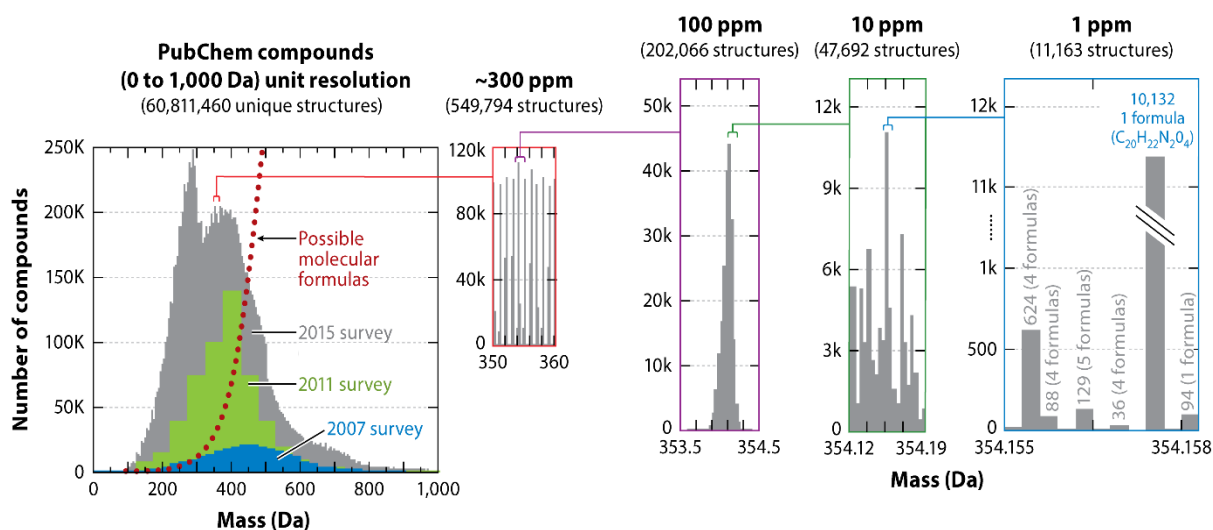 PubChem compounds
(0 to 1,000 Da) unit resolution
(60,811,460 unique structures)
Number of compounds
250K
200K
150K
100K
50K
0
0
200
400
600
800
1,000
Mass (Da)
Possible
molecular
formulas
2015 survey
2011 survey
2007 survey
~300 ppm
(549,794 structures)
120k
80k
40k
0
350
360
100 ppm
(202,066 structures)
50k
40k
30k
20k
10k
0
353.5
354.5
10 ppm
(47,692 structures)
12k
9k
6k
3k
0
354.12
354.19
1 ppm
(11,163 structures)
12k
11k
1k
500
0
624 (4 formulas)
88 (4 formulas)
129 (5 formulas)
36 (4 formulas)
10,132
1 formula
(C₂₀H₂₂N₂0₄)
94 (1 formula)
354.155
354.158
Mass (Da)